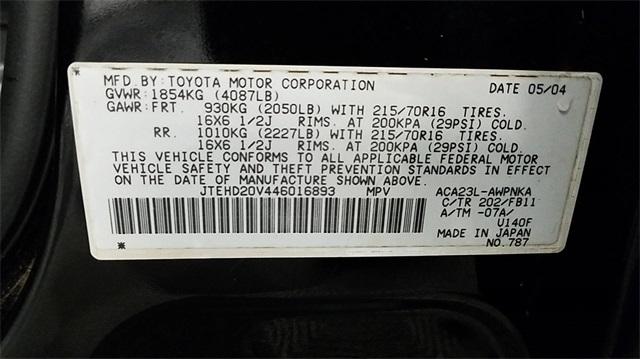 MFD. BY: TOYOTA MOTOR CORPORATION DATE 05/04
GVWR: 1854KG (4087LB)
GAWR: FRT. 930KG (2050LB) WITH 215/70R16 TIRES.
16X6 1/2J RIMS. AT 200KPA (29PSI) COLD.
RR. 1010KG (2227LB) WITH 215/70R16 TIRES.
16X6 1/2J RIMS. AT 200KPA (29PSI) COLD.
THIS VEHICLE CONFORMS TO ALL APPLICABLE FEDERAL MOTOR
VEHICLE SAFETY AND THEFT PREVENTION STANDARDS IN EFFECT
ON THE DATE OF MANUFACTURE SHOWN ABOVE.
*JTEHD20V446016893* MPV ACA23L-AWPNKA
C/TR 202/FB11
A/TM -07A/
U140F
MADE IN JAPAN
NO.787